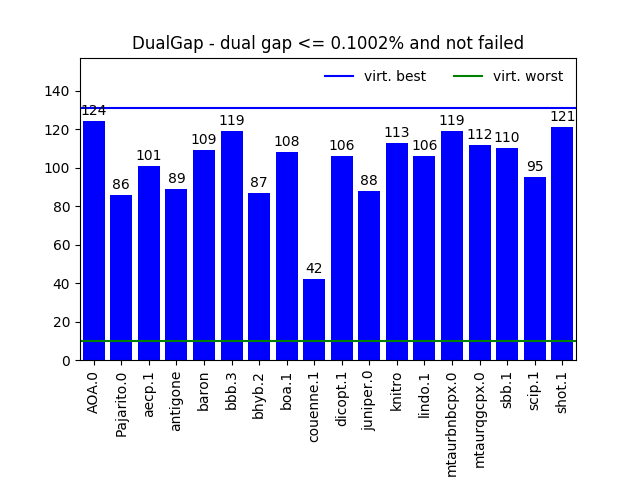 DualGap - dual gap <= 0.1002% and not failed
virt. best
virt. worst
140
120
100
80
60
40
20
0
124
86
101
89
109
119
87
108
42
106
88
113
106
119
112
110
95
121
AOA.0
Pajarito.0
aecp.1
antigone
baron
bbb.3
bhyb.2
boa.1
couenne.1
dicopt.1
juniper.0
knitro
lindo.1
mtaurbnbcpx.0
mtaurqgcpx.0
sbb.1
scip.1
shot.1